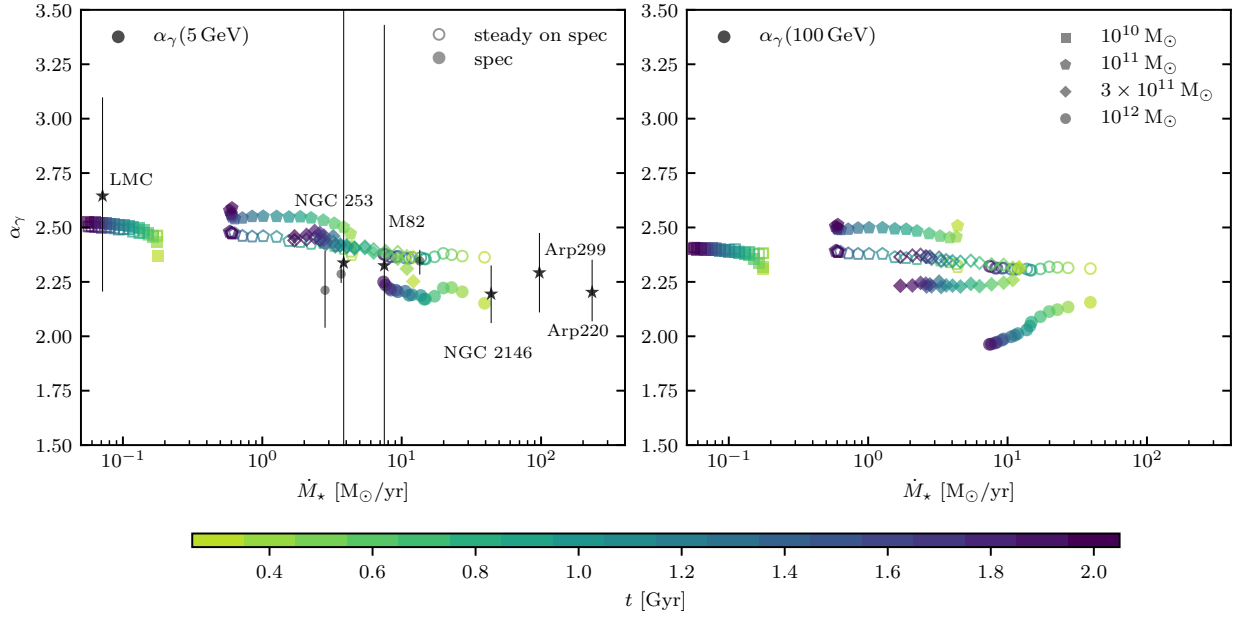 3.50
3.25
3.00
2.75
2.50
2.25
2.00
1.75
1.50
α_γ
α_γ(5 GeV)
steady on spec
spec
LMC
NGC 253
M82
Arp299
Arp220
NGC 2146
10^−1 10^0 10^1 10^2
Ṁ_⋆ [M_⊙/yr]
α_γ(100 GeV)
10^10 M_⊙
10^11 M_⊙
3 × 10^11 M_⊙
10^12 M_⊙
3.50
3.25
3.00
2.75
2.50
2.25
2.00
1.75
1.50
10^−1 10^0 10^1 10^2
Ṁ_⋆ [M_⊙/yr]
0.4 0.6 0.8 1.0 1.2 1.4 1.6 1.8 2.0
t [Gyr]